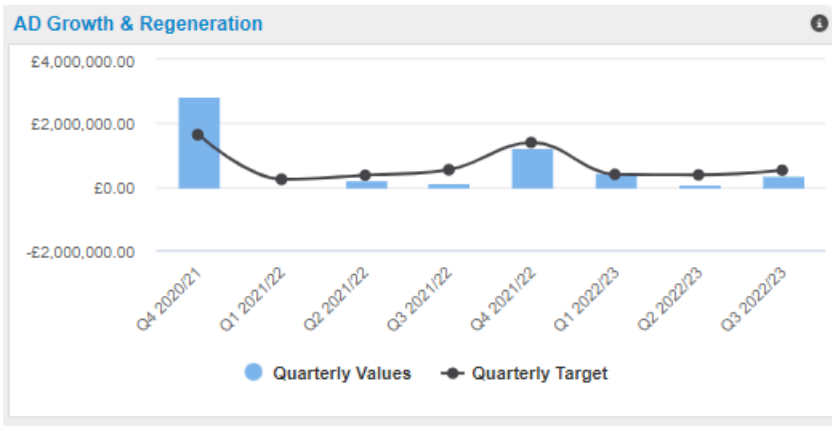 AD Growth & Regeneration
£4,000,000.00
£2,000,000.00
£0.00
-£2,000,000.00
Q4 2020/21
Q1 2021/22
Q2 2021/22
Q3 2021/22
Q4 2021/22
Q1 2022/23
Q2 2022/23
Q3 2022/23
Quarterly Values
Quarterly Target